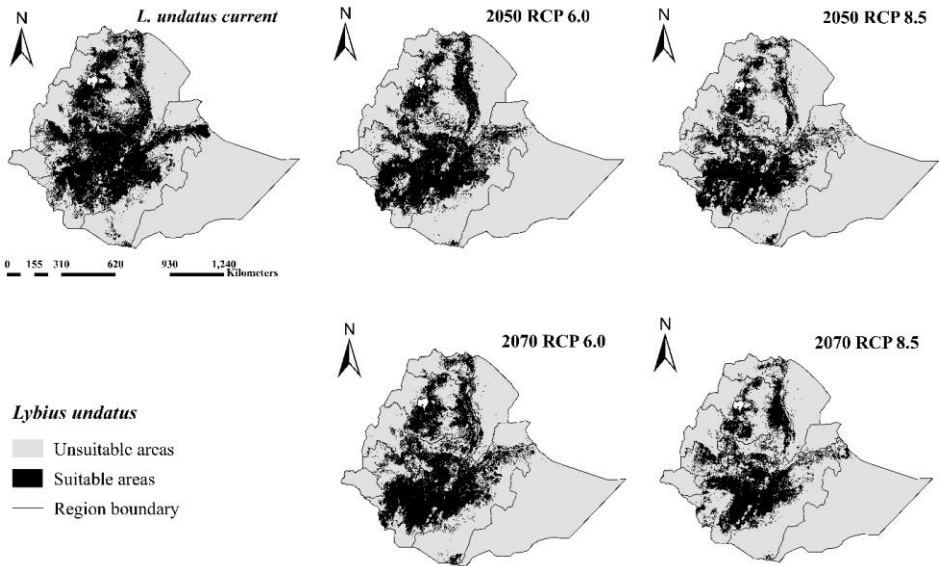 L. undatus current
2050 RCP 6.0
2050 RCP 8.5
N
N
N
0 155 310 620 930 1,240
Kilometers
2070 RCP 6.0
2070 RCP 8.5
N
N
Lybius undatus
Unsuitable areas
Suitable areas
Region boundary